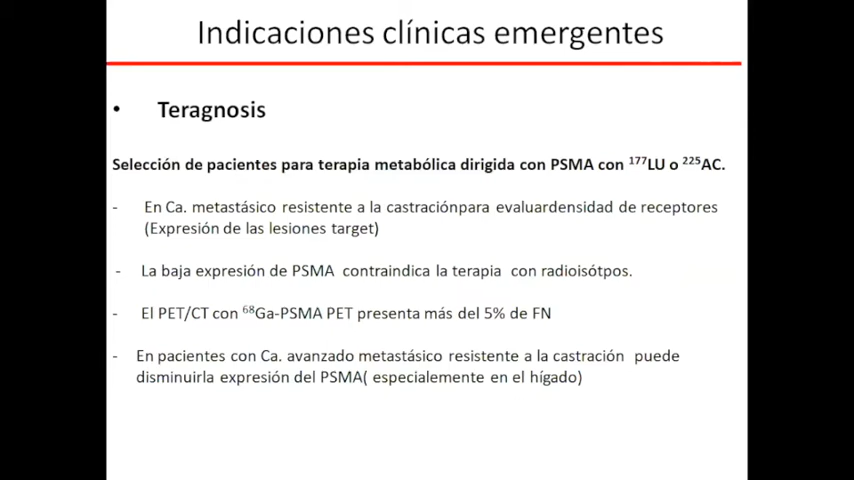 Indicaciones clínicas emergentes
• Teragnosis
Selección de pacientes para terapia metabólica dirigida con PSMA con ¹⁷⁷LU o ²²⁵AC.
- En Ca. metastásico resistente a la castraciónpara evaluardensidad de receptores
(Expresión de las lesiones target)
- La baja expresión de PSMA contraindica la terapia con radioisótpos.
- El PET/CT con ⁶⁸Ga-PSMA PET presenta más del 5% de FN
- En pacientes con Ca. avanzado metastásico resistente a la castración puede
disminuirla expresión del PSMA( especialemente en el hígado)